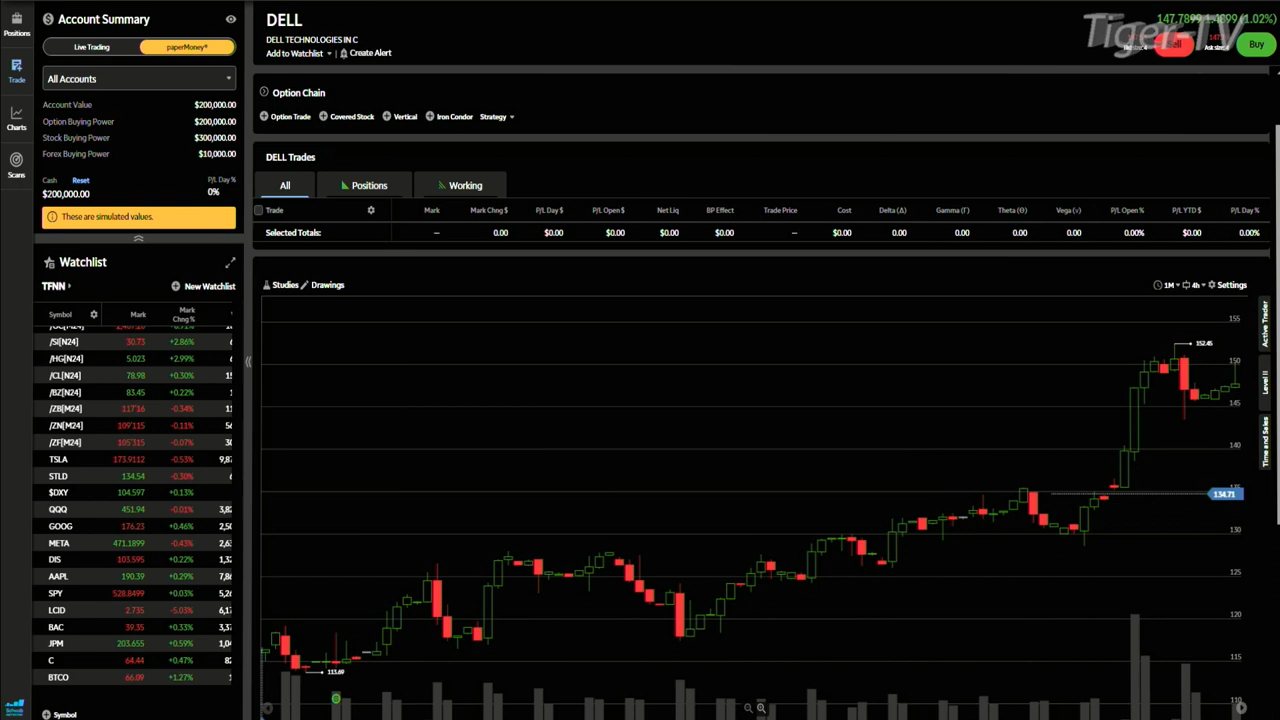 Positions
Trade
Charts
Scans
Account Summary
Live Trading
paperMoney®
All Accounts
Account Value $200,000.00
Option Buying Power $200,000.00
Stock Buying Power $300,000.00
Forex Buying Power $10,000.00
Cash Reset P/L Day %
$200,000.00 0%
These are simulated values.
Watchlist
TFNN
New Watchlist
Symbol Mark Mark Chng %
/SI[N24] 30.73 +2.86%
/HG[N24] 5.023 +2.99%
/CL[N24] 78.98 +0.30%
/BZ[N24] 83.45 +0.22%
/ZB[M24] 117'16 -0.34%
/ZN[M24] 109'115 -0.11%
/ZF[M24] 105'315 -0.07%
TSLA 173.9112 -0.53%
STLD 134.54 -0.30%
$DXY 104.597 +0.13%
QQQ 451.94 -0.01%
GOOG 176.23 +0.46%
META 471.1899 -0.43%
DIS 103.595 +0.22%
AAPL 190.39 +0.29%
SPY 528.8499 +0.03%
LCID 2.735 -5.03%
BAC 39.35 +0.33%
JPM 203.655 +0.59%
C 64.44 +0.47%
BTCO 66.09 +1.27%
Symbol
DELL
DELL TECHNOLOGIES IN C
Add to Watchlist Create Alert
Tiger-TV
Sell
Buy
Option Chain
Option Trade Covered Stock Vertical Iron Condor Strategy
DELL Trades
All Positions Working
Trade Mark Mark Chng $ P/L Day $ P/L Open $ Net Liq BP Effect Trade Price Cost Delta (Δ) Gamma (Γ) Theta (Θ) Vega (ν) P/L Open % P/L YTD $ P/L Day %
Selected Totals: — 0.00 $0.00 $0.00 $0.00 $0.00 — $0.00 0.00 0.00 0.00 0.00 0.00% $0.00 0.00%
Studies Drawings
1M 4h Settings
155
152.45
150
145
140
135
134.71
130
125
120
115
113.69
110
Active Trader
Level II
Time and Sales